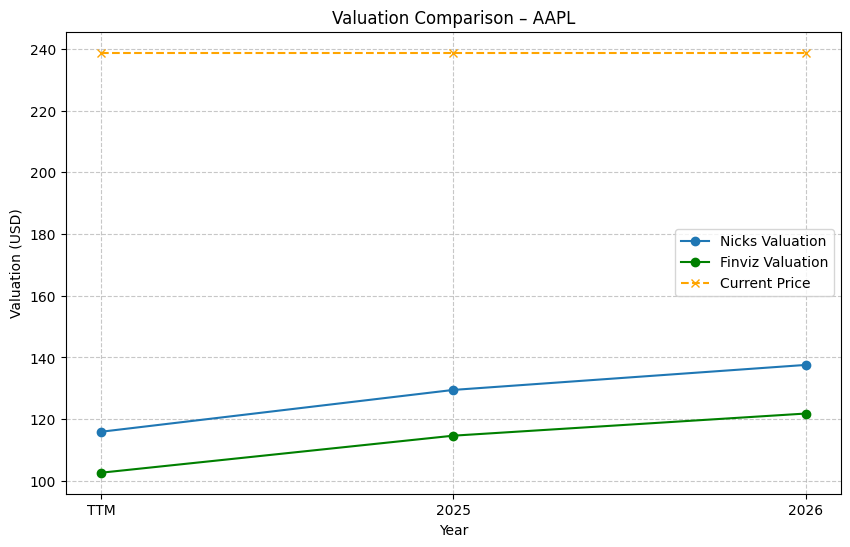 Valuation Comparison – AAPL
Valuation (USD)
240
220
200
180
160
140
120
100
Nicks Valuation
Finviz Valuation
Current Price
TTM
2025
2026
Year